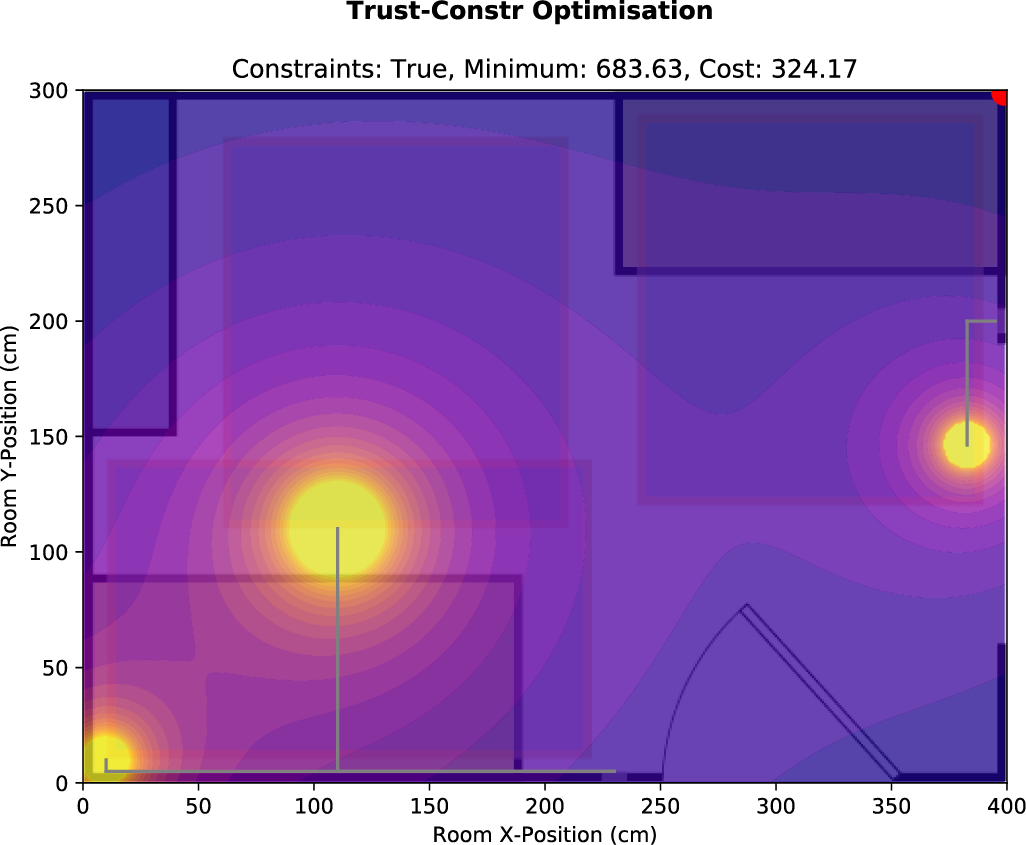 Trust-Constr Optimisation
Constraints: True, Minimum: 683.63, Cost: 324.17
300
250
200
150
100
50
0
Room Y-Position (cm)
0 50 100 150 200 250 300 350 400
Room X-Position (cm)